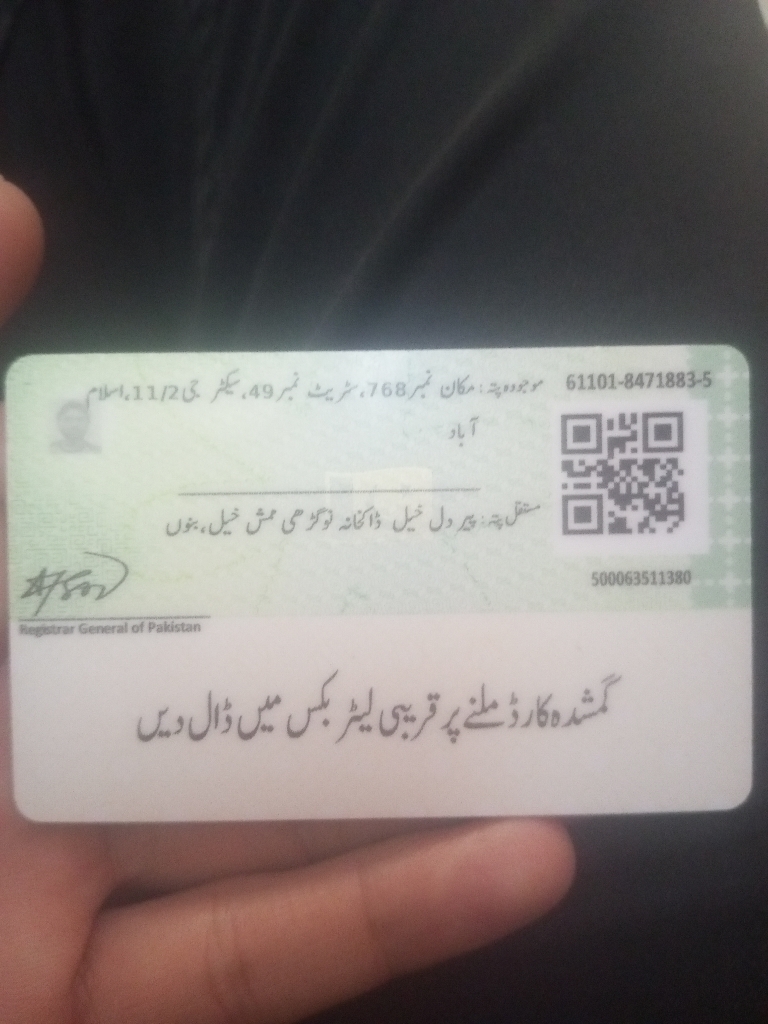 موجودہ پتہ: مکان نمبر 768، سٹریٹ نمبر 49، سیکٹر جی 11/2، اسلام
آباد
61101-8471883-5
مستقل پتہ: پیر دل خیل ڈاکخانہ نوگڑھی ممش خیل، بنوں
500063511380
Registrar General of Pakistan
گمشدہ کارڈ ملنے پر قریبی لیٹر بکس میں ڈال دیں